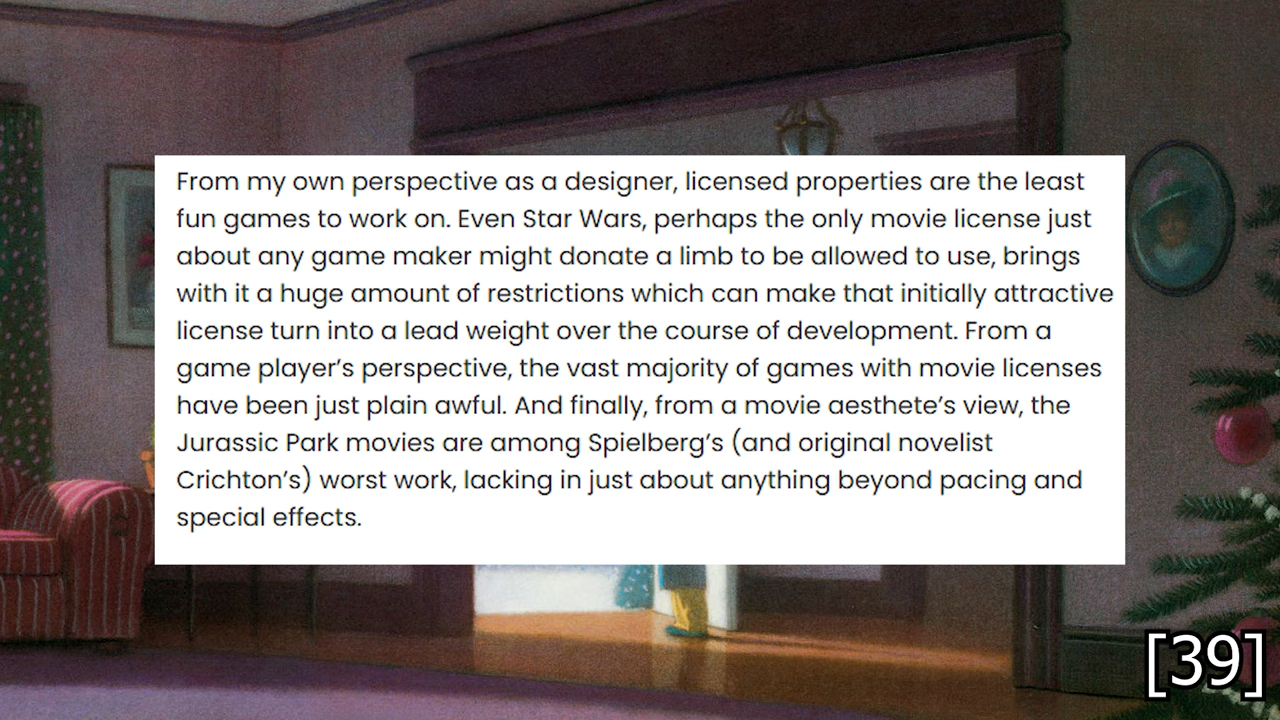 From my own perspective as a designer, licensed properties are the least
fun games to work on. Even Star Wars, perhaps the only movie license just
about any game maker might donate a limb to be allowed to use, brings
with it a huge amount of restrictions which can make that initially attractive
license turn into a lead weight over the course of development. From a
game player’s perspective, the vast majority of games with movie licenses
have been just plain awful. And finally, from a movie aesthete’s view, the
Jurassic Park movies are among Spielberg’s (and original novelist
Crichton’s) worst work, lacking in just about anything beyond pacing and
special effects.
[39]